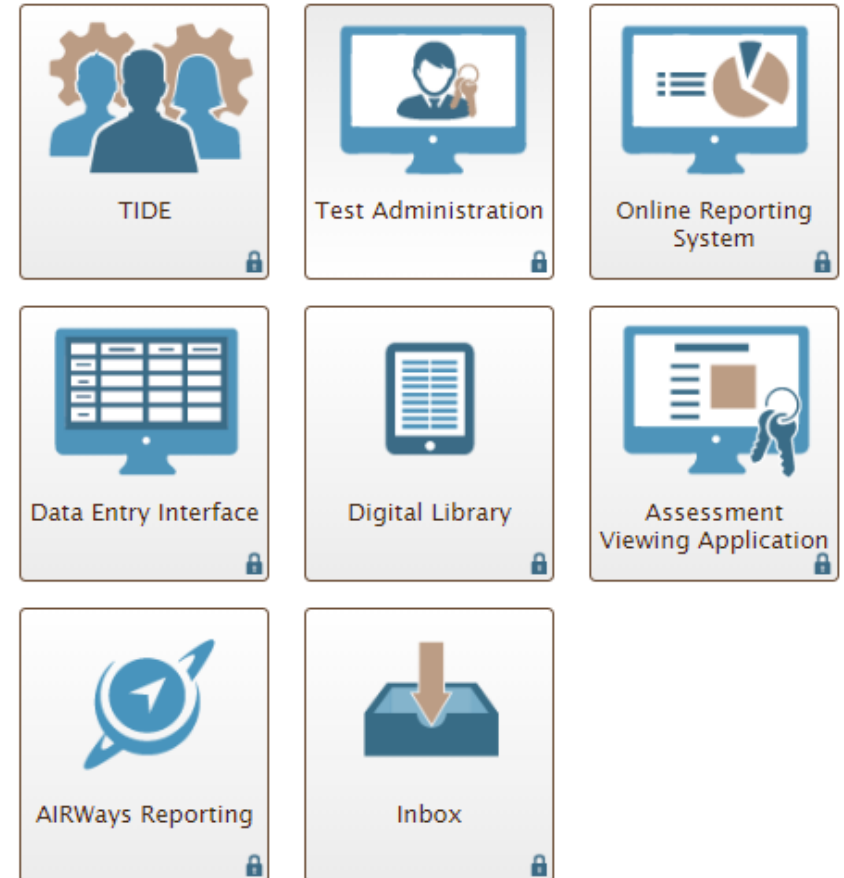 TIDE
Test Administration
Online Reporting
System
Data Entry Interface
Digital Library
Assessment
Viewing Application
AIRWays Reporting
Inbox